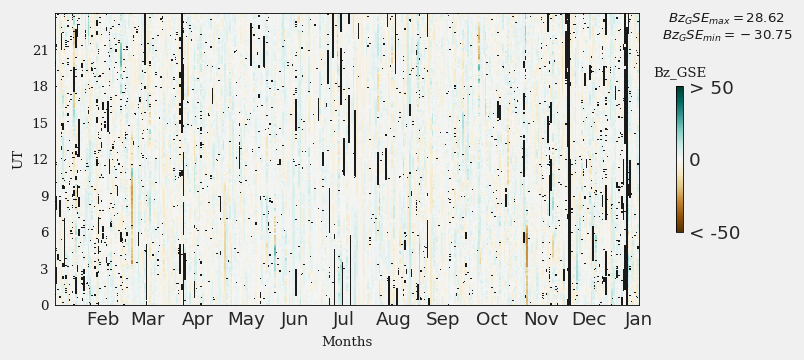 Bz_GSE_max = 28.62
Bz_GSE_min = −30.75
Bz_GSE
> 50
0
< -50
UT
21
18
15
12
9
6
3
0
Feb Mar Apr May Jun Jul Aug Sep Oct Nov Dec Jan
Months